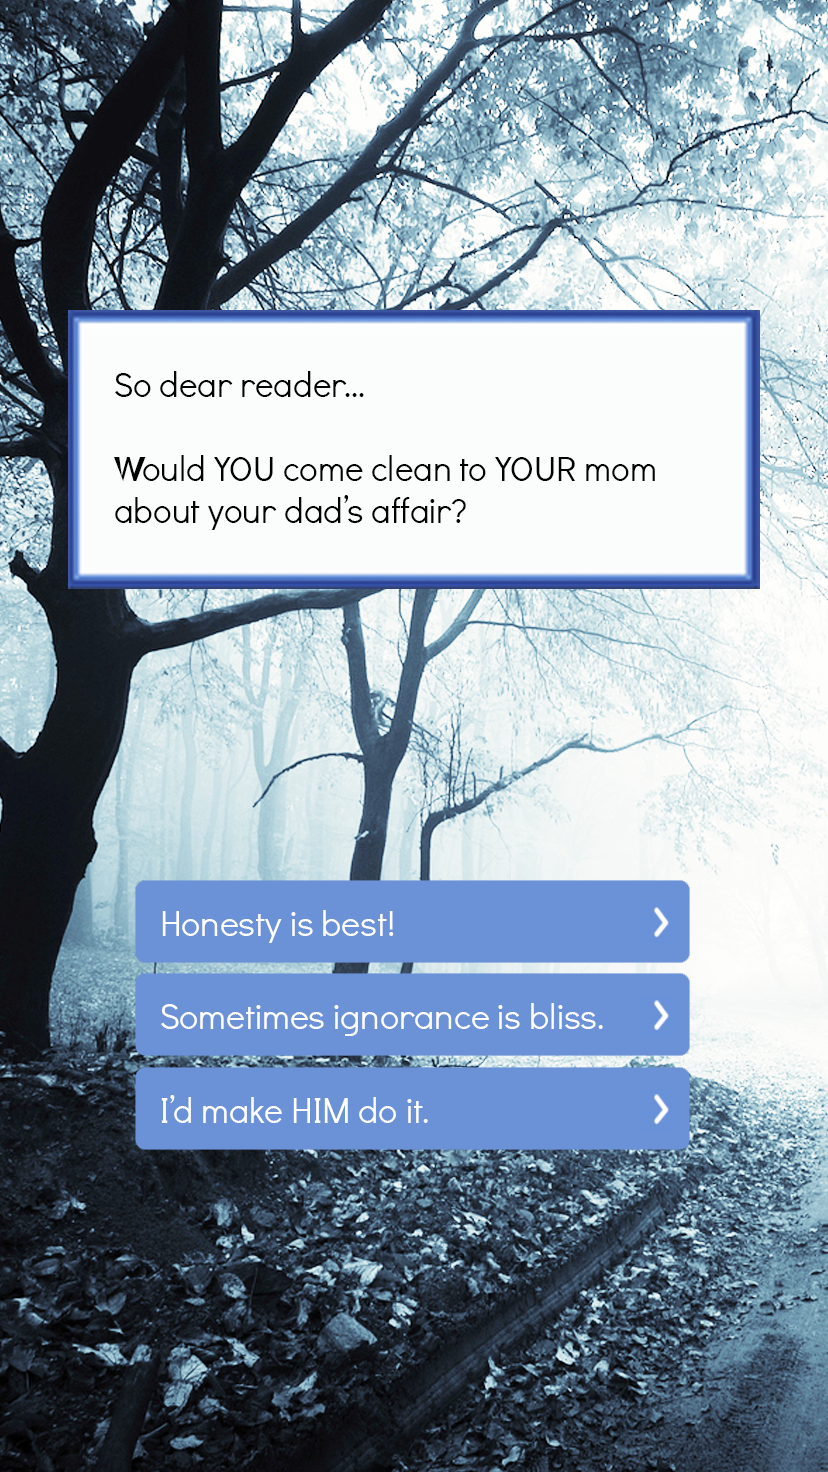 So dear reader...
Would YOU come clean to YOUR mom
about your dad's affair?
Honesty is best!
Sometimes ignorance is bliss.
I'd make HIM do it.